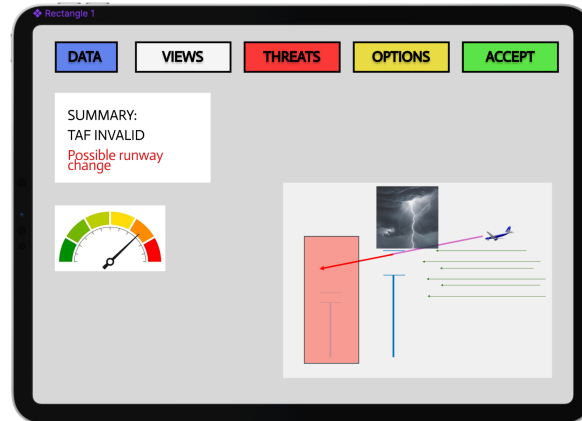 Rectangle 1
DATA
VIEWS
THREATS
OPTIONS
ACCEPT
SUMMARY:
TAF INVALID
Possible runway
change